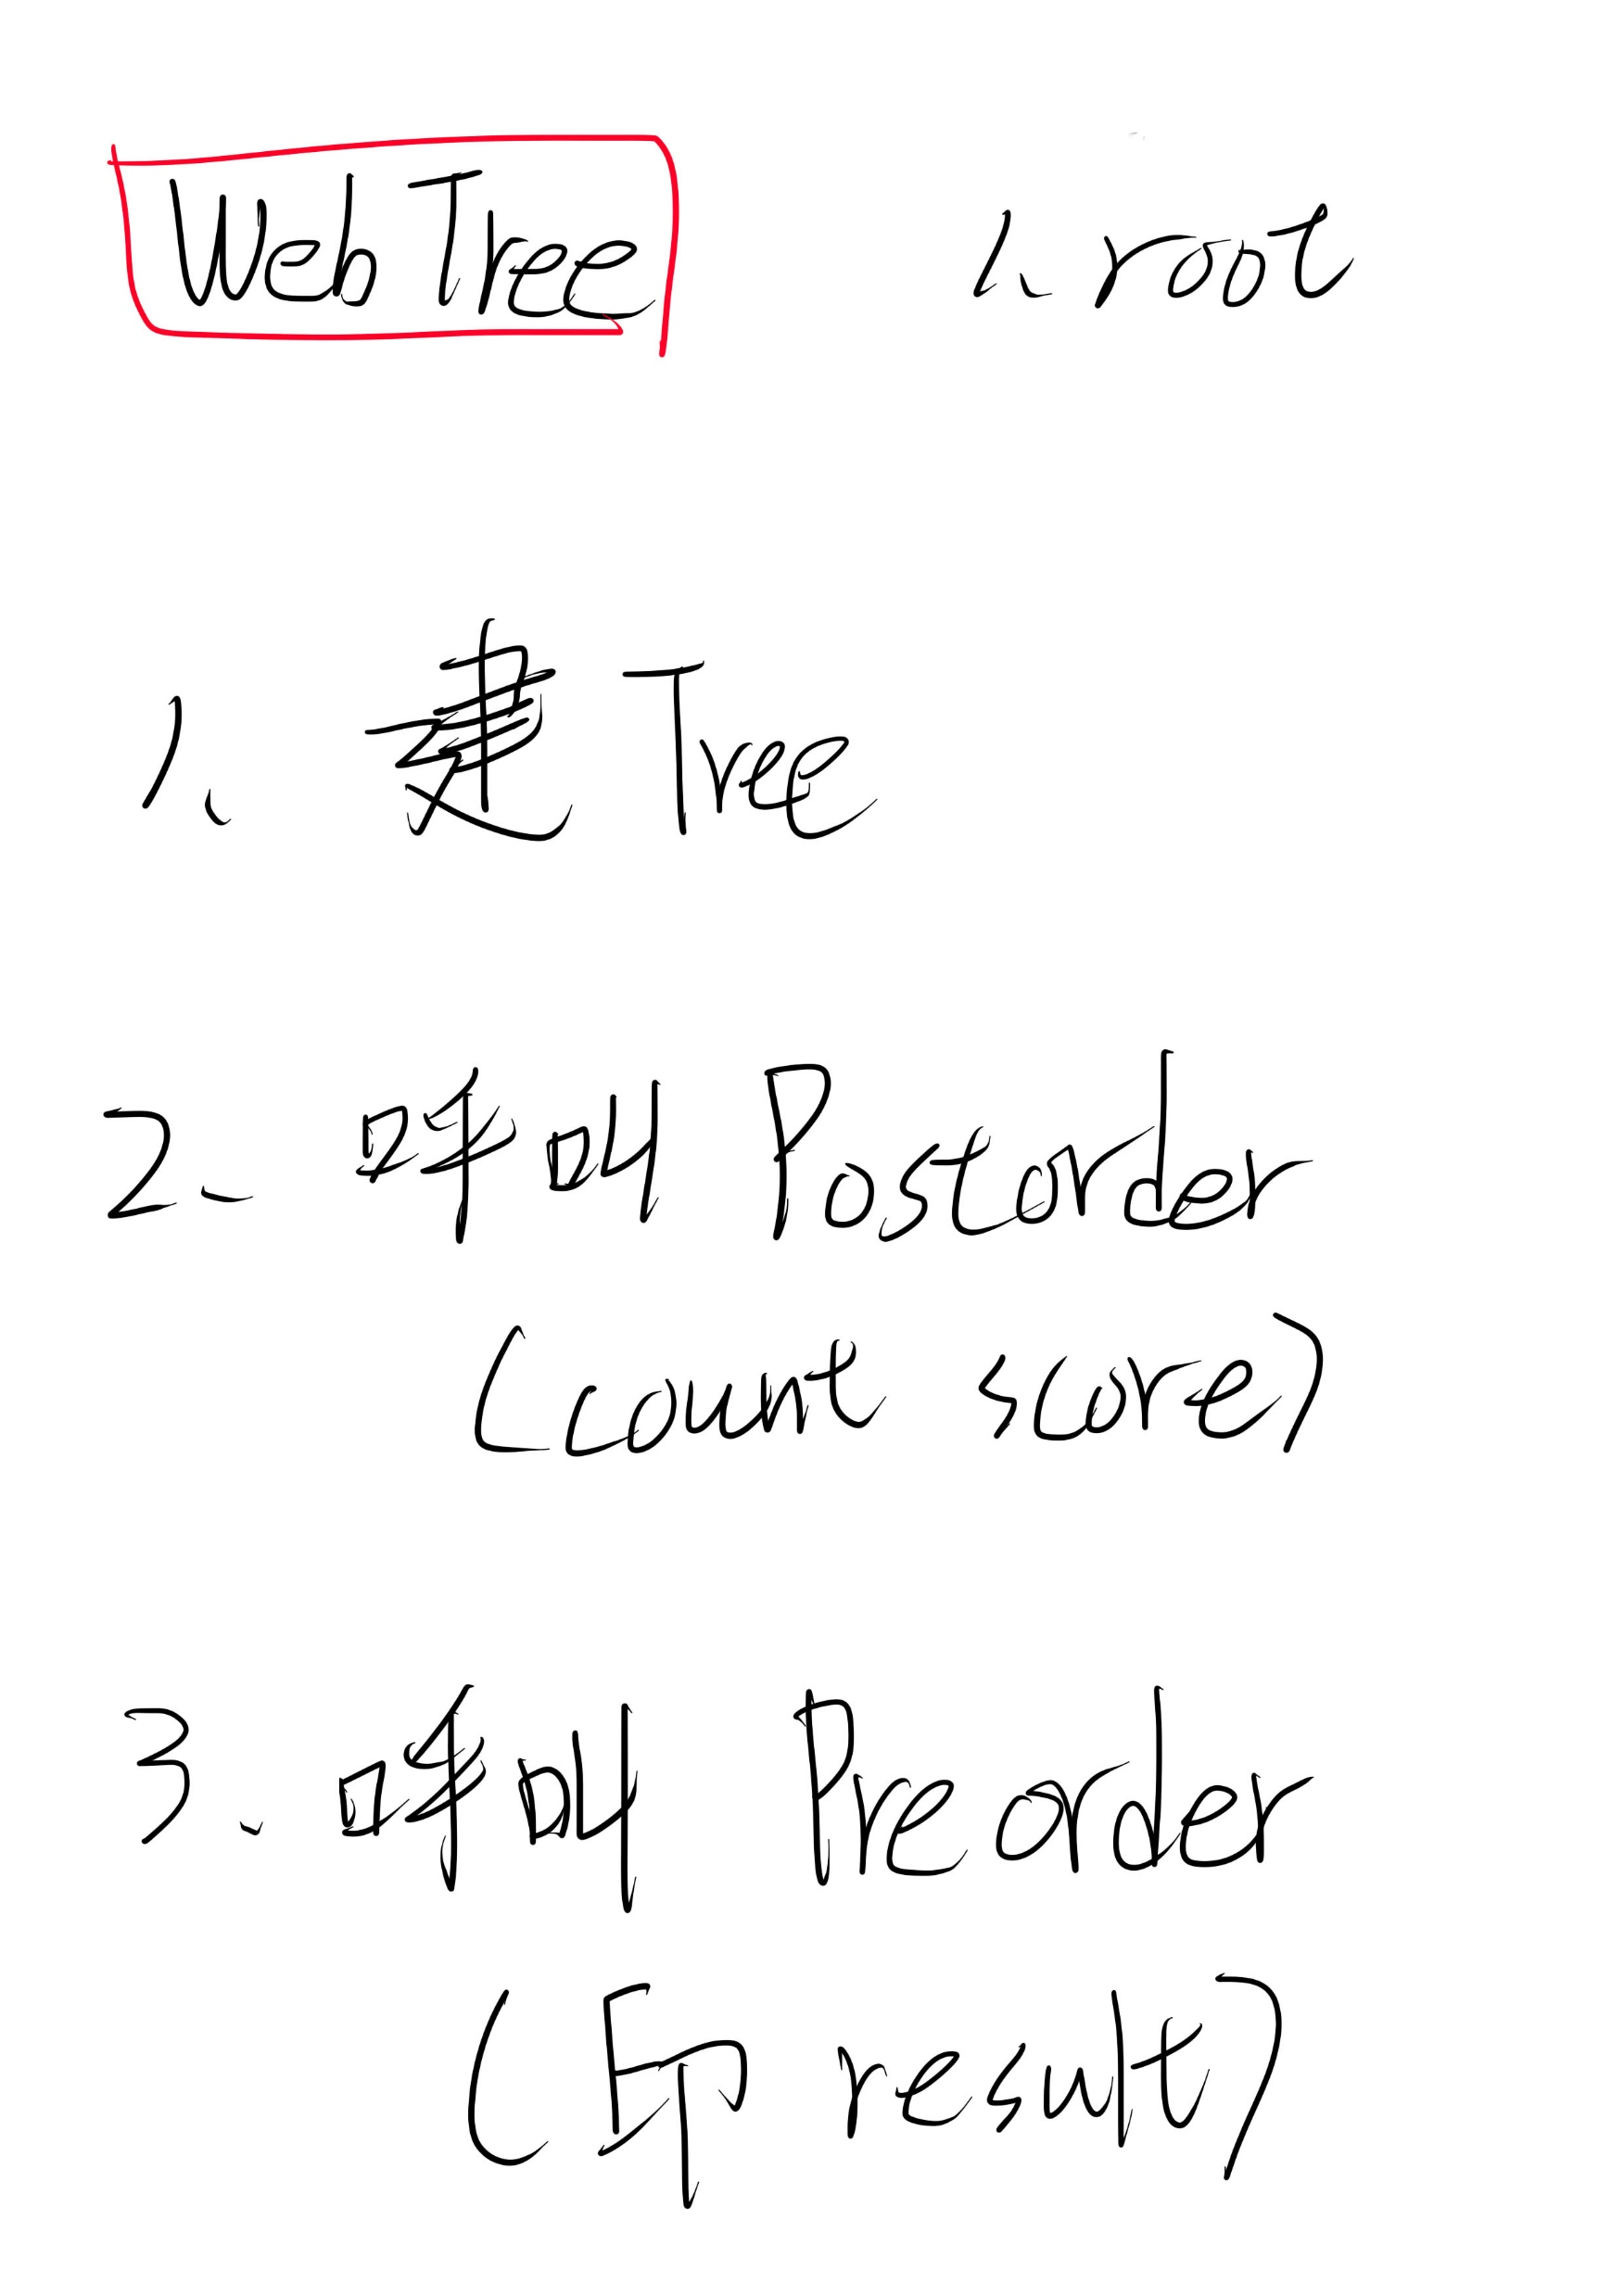 Web Tree
1. root
1. 建 Tree
2. 呼叫 Postorder
(count score)
3. 呼叫 Preorder
(印 result)